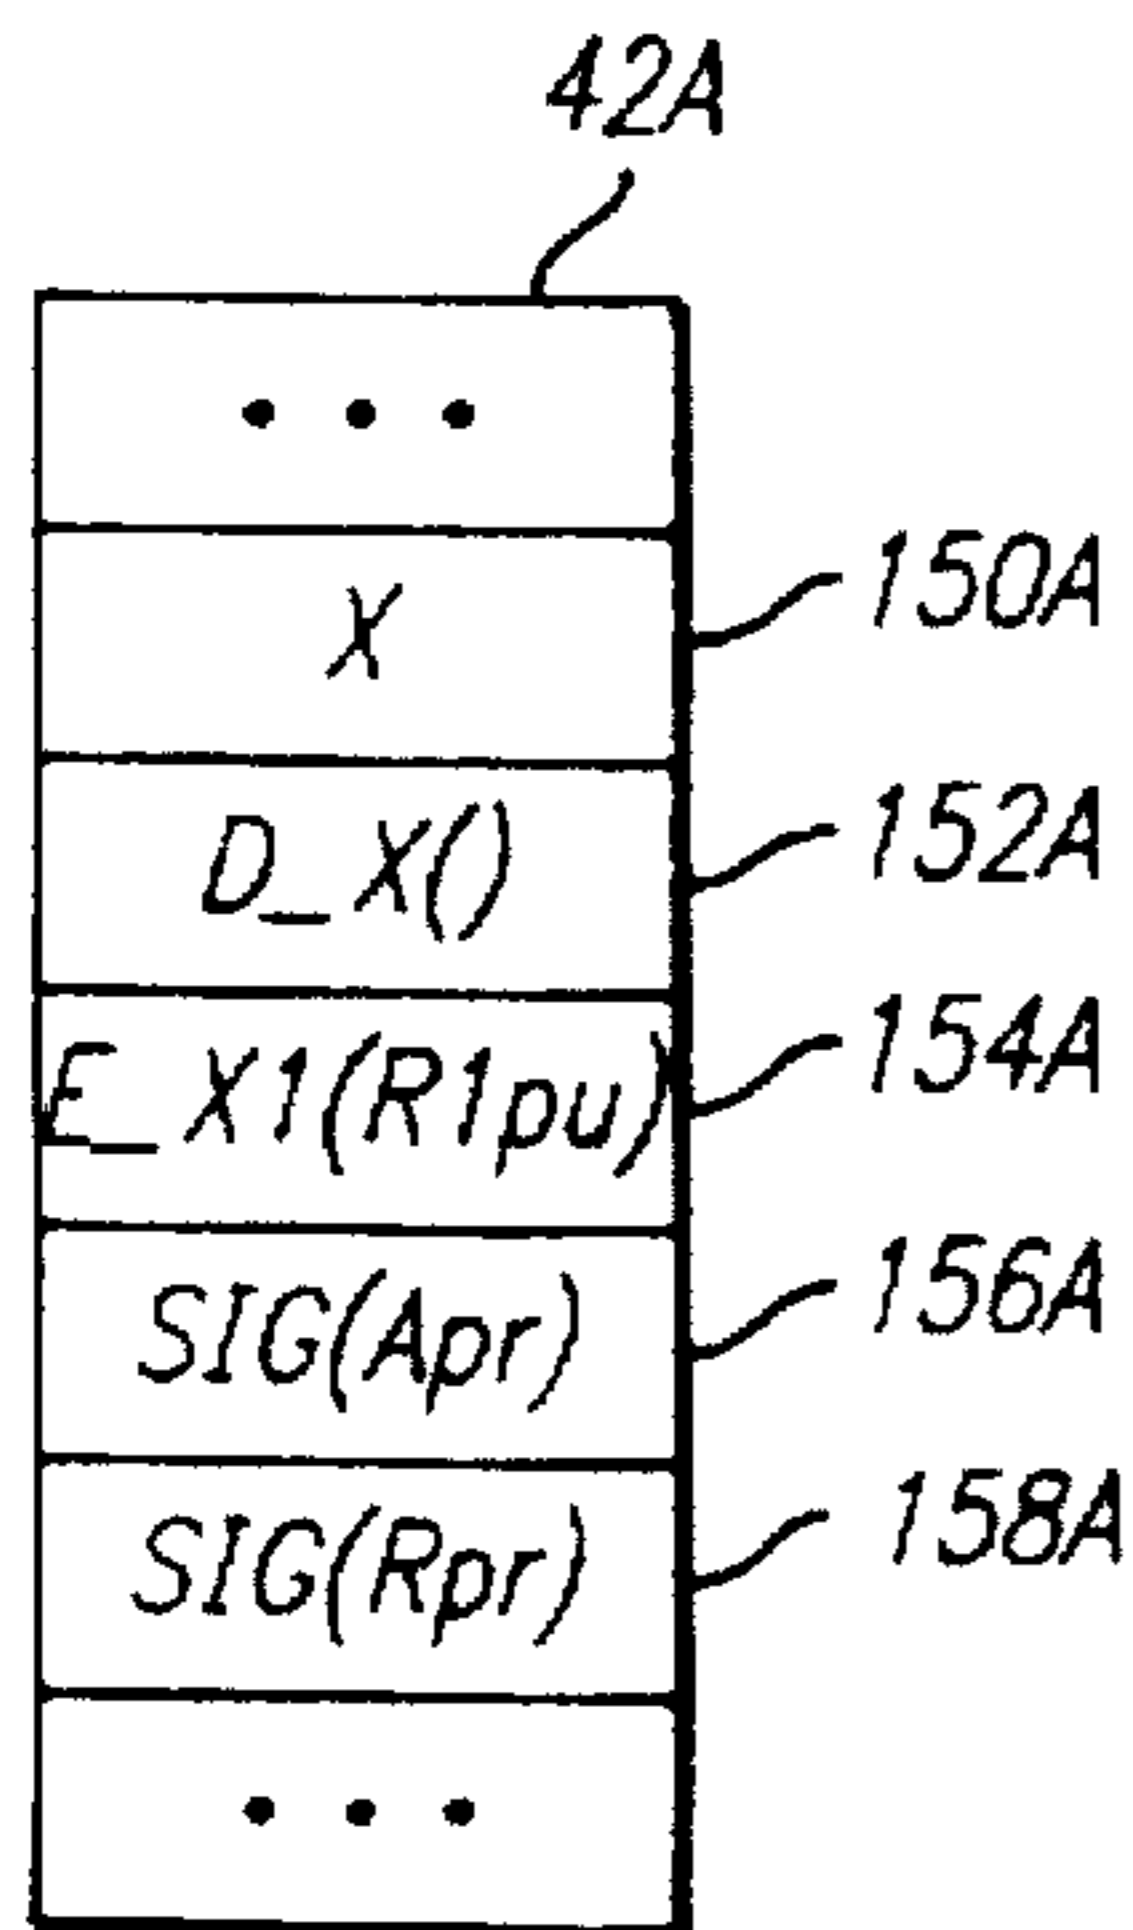 42A
• • •
X 150A
D_X() 152A
E_X1(R1pu) 154A
SIG(Apr) 156A
SIG(Rpr) 158A
• • •